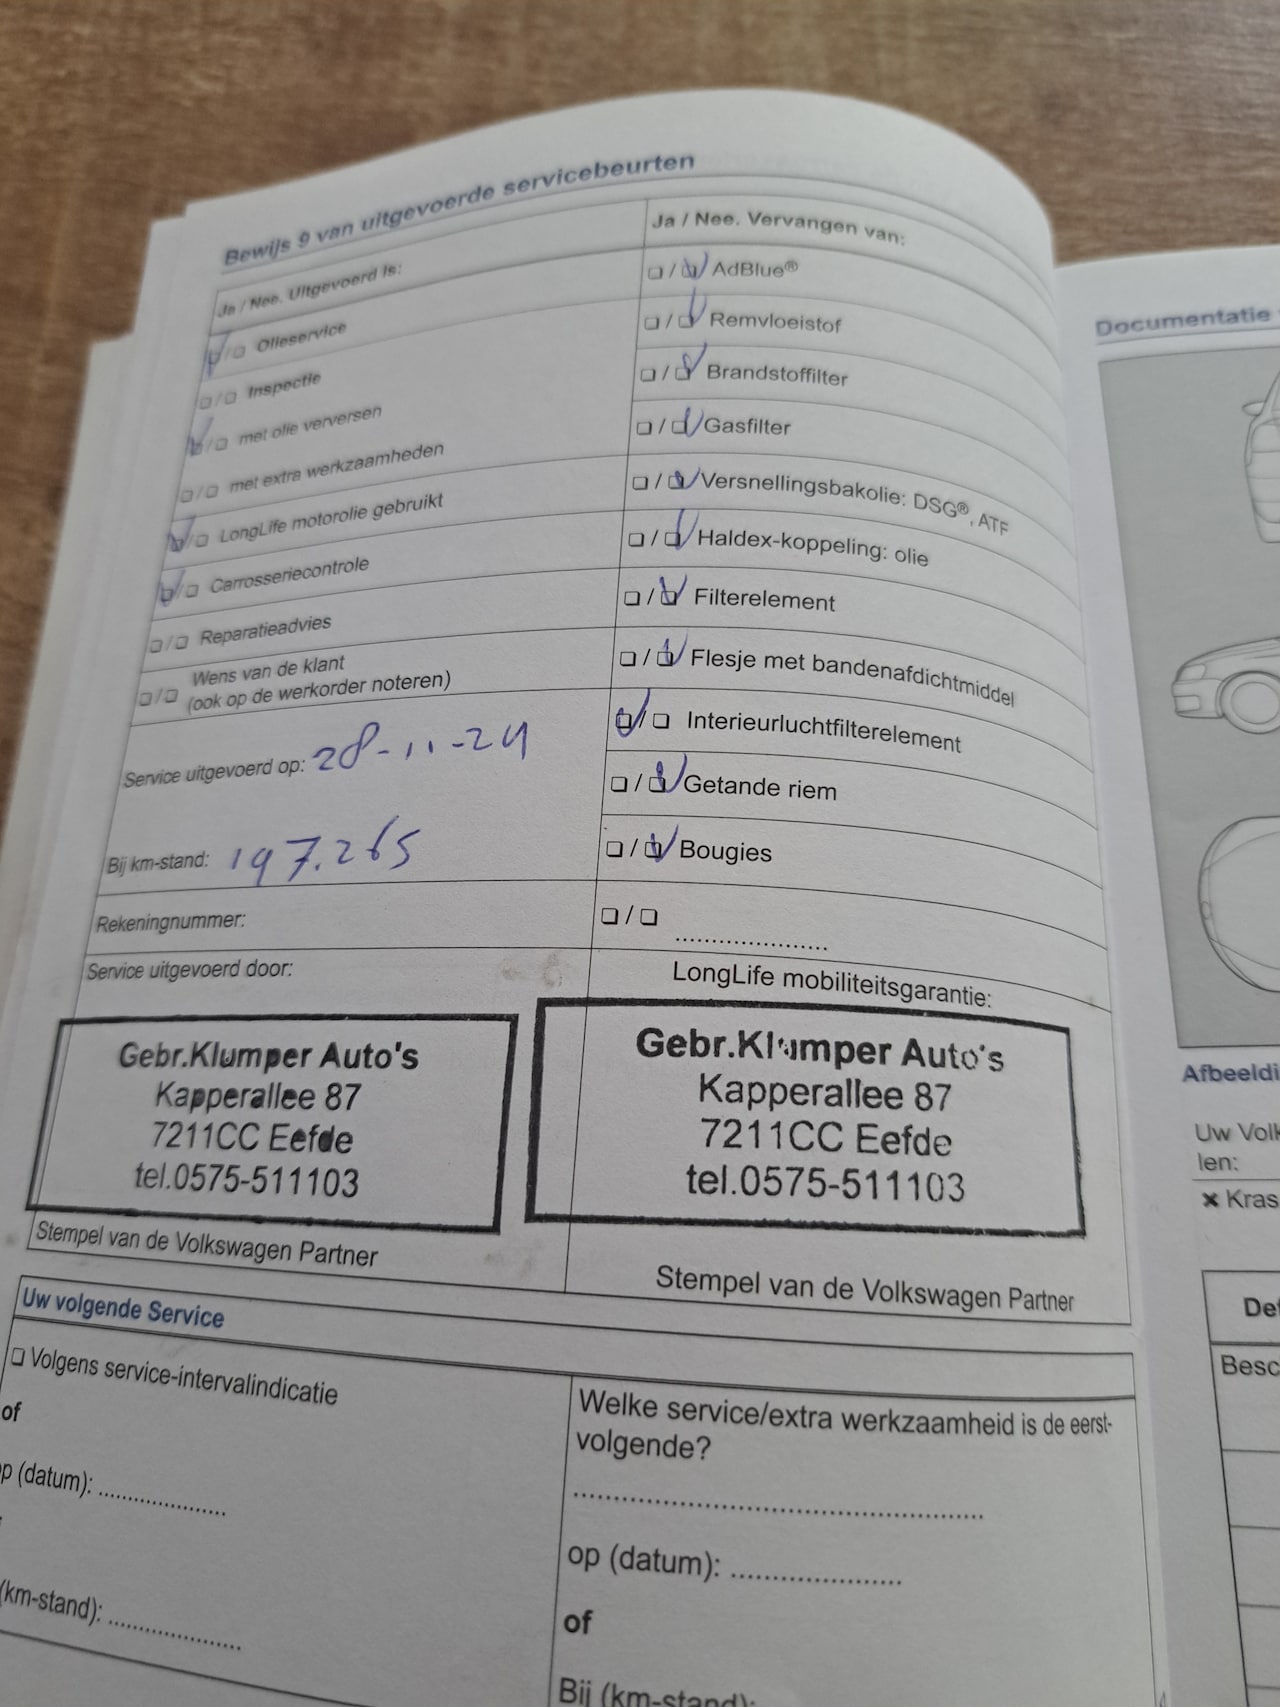 Bewijs 9 van uitgevoerde servicebeurten
Ja / Nee. Uitgevoerd is:
❏/❏ Olieservice
❏/❏ Inspectie
❏/❏ met olie verversen
❏/❏ met extra werkzaamheden
❏/❏ LongLife motorolie gebruikt
❏/❏ Carrosseriecontrole
❏/❏ Reparatieadvies
❏/❏ Wens van de klant
(ook op de werkorder noteren)
Service uitgevoerd op: 28-11-24
Bij km-stand: 197.265
Rekeningnummer:
Service uitgevoerd door:
Gebr.Klumper Auto's
Kapperallee 87
7211CC Eefde
tel.0575-511103
Stempel van de Volkswagen Partner
Ja / Nee. Vervangen van:
❏/❏ AdBlue®
❏/❏ Remvloeistof
❏/❏ Brandstoffilter
❏/❏ Gasfilter
❏/❏ Versnellingsbakolie: DSG®, ATF
❏/❏ Haldex-koppeling: olie
❏/❏ Filterelement
❏/❏ Flesje met bandenafdichtmiddel
❏/❏ Interieurluchtfilterelement
❏/❏ Getande riem
❏/❏ Bougies
❏/❏ ......................
LongLife mobiliteitsgarantie:
Gebr.Klumper Auto's
Kapperallee 87
7211CC Eefde
tel.0575-511103
Stempel van de Volkswagen Partner
Uw volgende Service
❏ Volgens service-intervalindicatie
of
op (datum): ....................
(km-stand): .....................
Welke service/extra werkzaamheid is de eerst-
volgende?
..................................................
op (datum): .....................
of
Bij (km-stand):
Documentatie
Afbeeldi
Uw Volk
len:
✖ Kras
Det
Besc